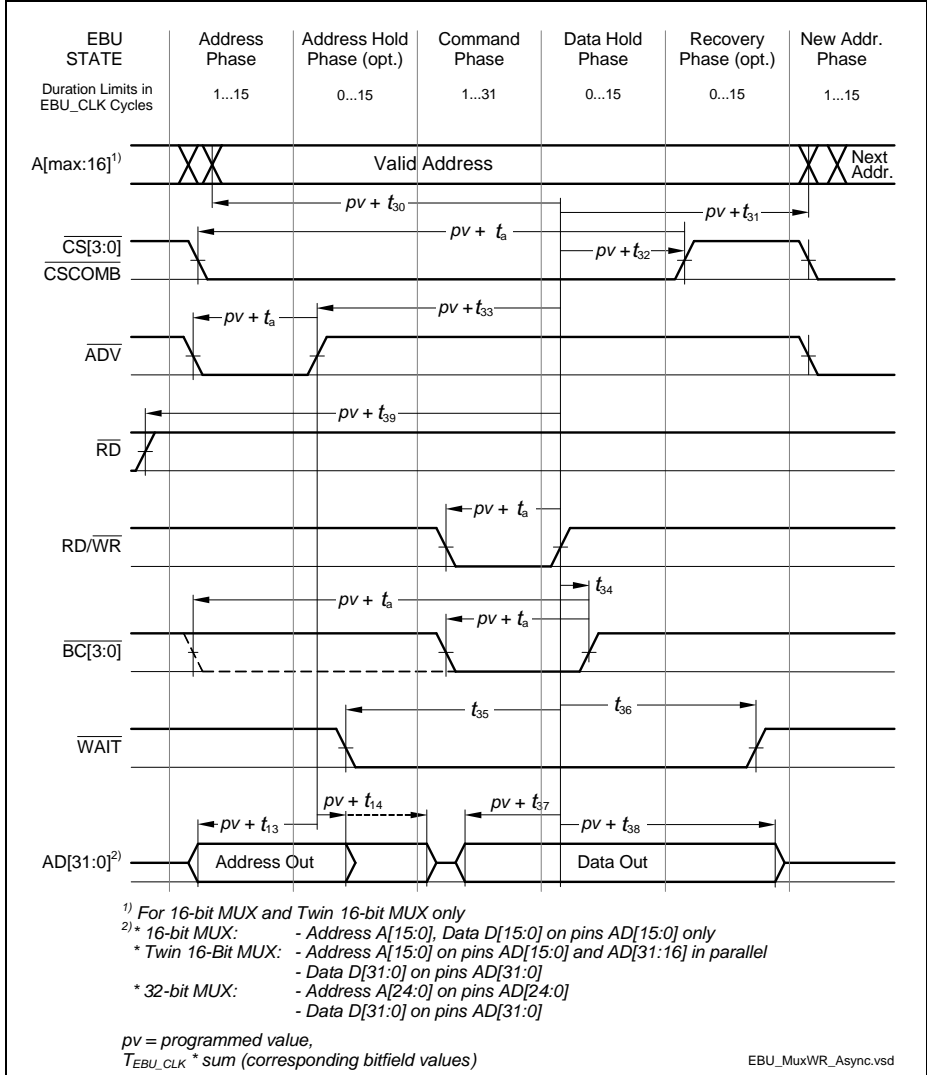 EBU STATE
Address Phase
Address Hold Phase (opt.)
Command Phase
Data Hold Phase
Recovery Phase (opt.)
New Addr. Phase
Duration Limits in EBU_CLK Cycles
1...15
0...15
1...31
0...15
0...15
1...15
A[max:16]1)
Valid Address
Next Addr.
pv + t30
pv + t31
CS[3:0]
CSCOMB
pv + ta
pv + t32
pv + t33
pv + ta
ADV
pv + t39
RD
pv + ta
RD/WR
t34
pv + ta
pv + ta
BC[3:0]
t35
t36
WAIT
pv + t14
pv + t37
pv + t13
pv + t38
AD[31:0]2)
Address Out
Data Out
1) For 16-bit MUX and Twin 16-bit MUX only
2) * 16-bit MUX: - Address A[15:0], Data D[15:0] on pins AD[15:0] only
* Twin 16-Bit MUX: - Address A[15:0] on pins AD[15:0] and AD[31:16] in parallel
- Data D[31:0] on pins AD[31:0]
* 32-bit MUX: - Address A[24:0] on pins AD[24:0]
- Data D[31:0] on pins AD[31:0]
pv = programmed value,
TEBU_CLK * sum (corresponding bitfield values)
EBU_MuxWR_Async.vsd